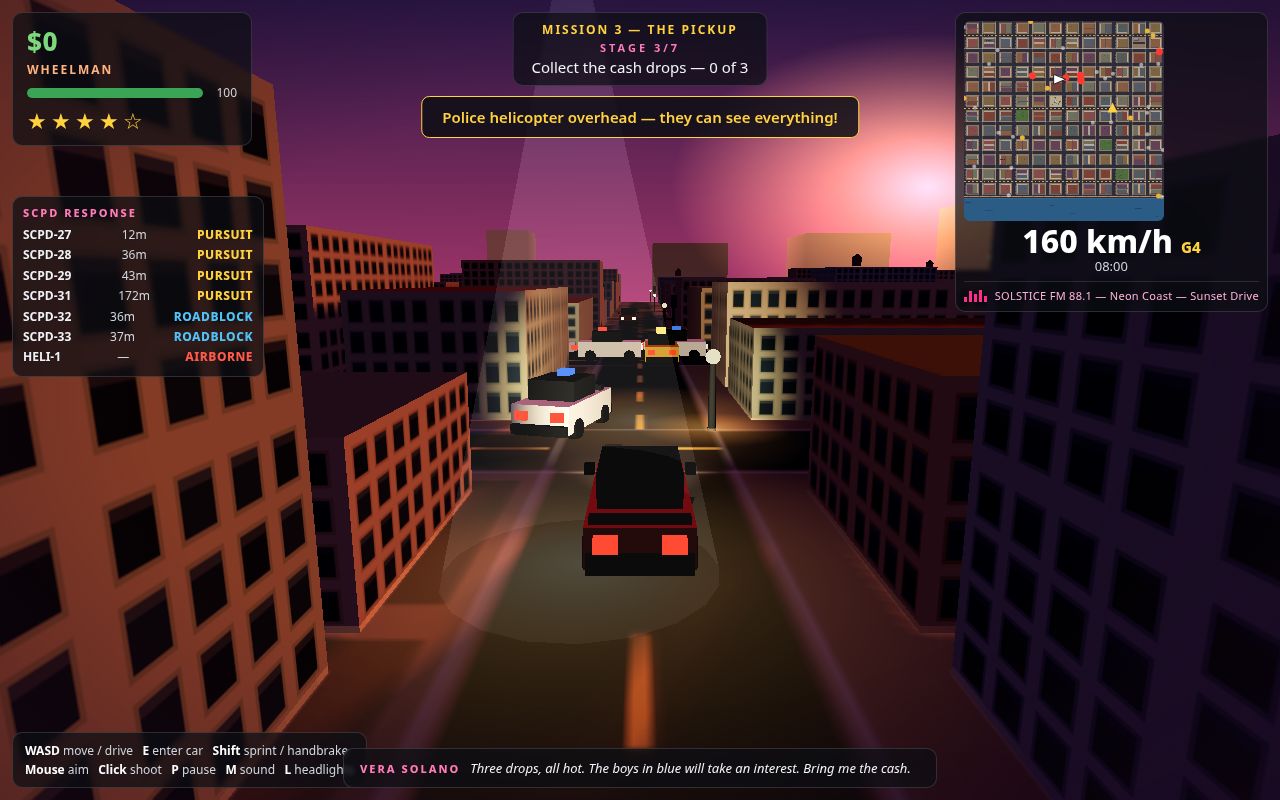 $0
WHEELMAN
100
★★★★☆
MISSION 3 — THE PICKUP
STAGE 3/7
Collect the cash drops — 0 of 3
Police helicopter overhead — they can see everything!
160 km/h G4
08:00
SOLSTICE FM 88.1 — Neon Coast — Sunset Drive
SCPD RESPONSE
SCPD-27 12m PURSUIT
SCPD-28 36m PURSUIT
SCPD-29 43m PURSUIT
SCPD-31 172m PURSUIT
SCPD-32 36m ROADBLOCK
SCPD-33 37m ROADBLOCK
HELI-1 — AIRBORNE
WASD move / drive E enter car Shift sprint / handbrake
Mouse aim Click shoot P pause M sound L headligh
VERA SOLANO Three drops, all hot. The boys in blue will take an interest. Bring me the cash.